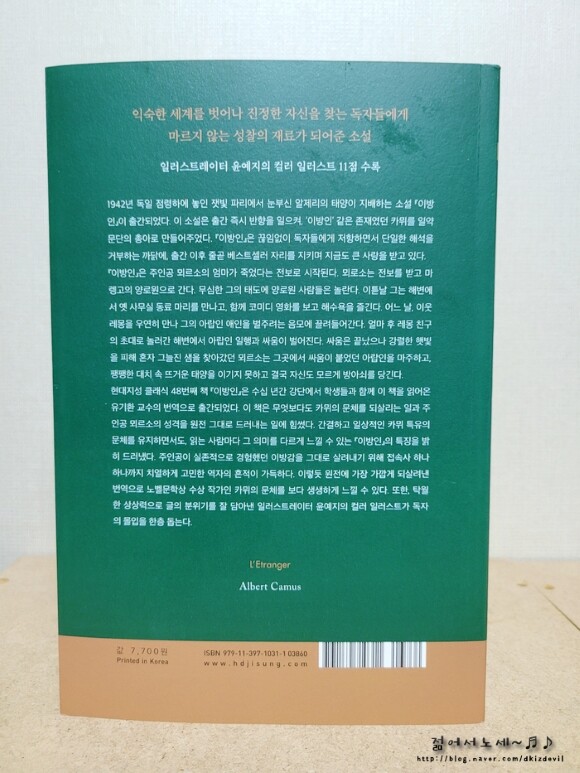 익숙한 세계를 벗어나 진정한 자신을 찾는 독자들에게
마르지 않는 성찰의 재료가 되어준 소설
일러스트레이터 윤예지의 컬러 일러스트 11점 수록
1942년 독일 점령하에 놓인 잿빛 파리에서 눈부신 알제리의 태양이 지배하는 소설 『이방
인』이 출간되었다. 이 소설은 출간 즉시 반향을 일으켜, ‘이방인’ 같은 존재였던 카뮈를 일약
문단의 총아로 만들어주었다. 『이방인』은 끊임없이 독자들에게 저항하면서 단일한 해석을
거부하는 까닭에, 출간 이후 줄곧 베스트셀러 자리를 지키며 지금도 큰 사랑을 받고 있다.
『이방인』은 주인공 뫼르소의 엄마가 죽었다는 전보로 시작된다. 뫼로소는 전보를 받고 마
랭고의 양로원으로 간다. 무심한 그의 태도에 양로원 사람들은 놀란다. 이튿날 그는 해변에
서 옛 사무실 동료 마리를 만나고, 함께 코미디 영화를 보고 해수욕을 즐긴다. 어느 날, 이웃
레몽을 우연히 만나 그의 아랍인 애인을 벌주려는 음모에 끌려들어간다. 얼마 후 레몽 친구
의 초대로 놀러간 해변에서 아랍인 일행과 싸움이 벌어진다. 싸움은 끝났으나 강렬한 햇빛
을 피해 혼자 그늘진 샘을 찾아갔던 뫼르소는 그곳에서 싸움이 붙었던 아랍인을 마주하고,
팽팽한 대치 속 뜨거운 태양을 이기지 못하고 결국 자신도 모르게 방아쇠를 당긴다.
현대지성 클래식 48번째 책 『이방인』은 수십 년간 강단에서 학생들과 함께 이 책을 읽어온
유기환 교수의 번역으로 출간되었다. 이 책은 무엇보다도 카뮈의 문체를 되살리는 일과 주
인공 뫼르소의 성격을 원전 그대로 드러내는 일에 힘썼다. 간결하고 일상적인 카뮈 특유의
문체를 유지하면서도, 읽는 사람마다 그 의미를 다르게 느낄 수 있는 『이방인』의 특징을 밝
히 드러냈다. 주인공이 실존적으로 경험했던 이방감을 그대로 살려내기 위해 접속사 하나
하나까지 치열하게 고민한 역자의 흔적이 가득하다. 이렇듯 원전에 가장 가깝게 되살려낸
번역으로 노벨문학상 수상 작가인 카뮈의 문체를 보다 생생하게 느낄 수 있다. 또한, 탁월
한 상상력으로 글의 분위기를 잘 담아낸 일러스트레이터 윤예지의 컬러 일러스트가 독자
의 몰입을 한층 돕는다.
L'Etranger
Albert Camus
값 7,700원
Printed in Korea
ISBN 979-11-397-1031-1 03860
www.hdjisung.com
젊어서노세~♬♪
http://blog.naver.com/dkizdevil